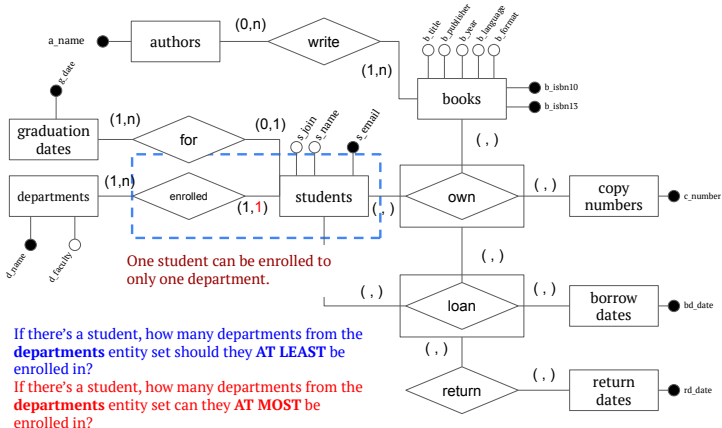 a_name
authors
(0,n)
write
(1,n)
b_title
b_publisher
b_year
b_language
b_format
books
b_isbn10
b_isbn13
g_date
graduation
dates
(1,n)
for
(0,1)
s_join
s_name
s_email
( , )
departments
(1,n)
enrolled
(1,1)
students
( , )
own
( , )
copy
numbers
c_number
d_name
d_faculty
One student can be enrolled to
only one department.
( , )
( , )
loan
( , )
borrow
dates
bd_date
If there's a student, how many departments from the
departments entity set should they AT LEAST be
enrolled in?
If there's a student, how many departments from the
departments entity set can they AT MOST be
enrolled in?
( , )
return
( , )
return
dates
rd_date